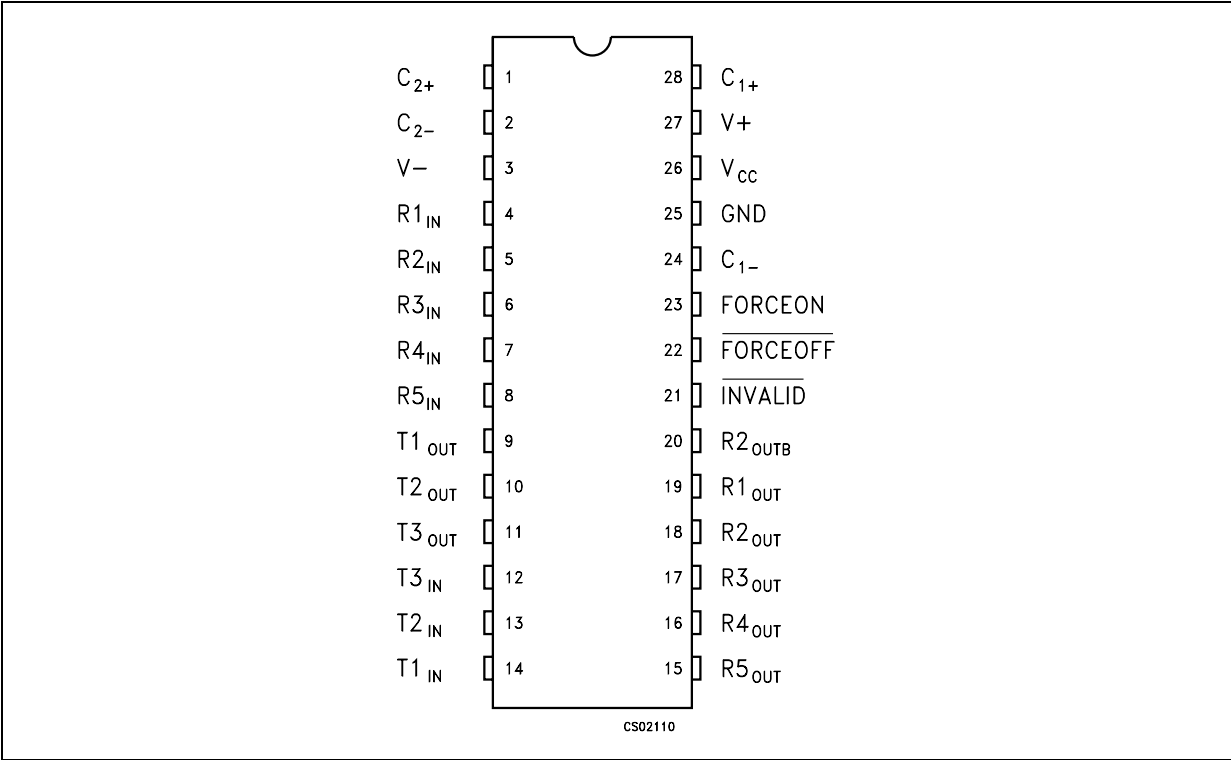 C2+ 1 28 C1+
C2– 2 27 V+
V– 3 26 VCC
R1IN 4 25 GND
R2IN 5 24 C1–
R3IN 6 23 FORCEON
R4IN 7 22 FORCEOFF
R5IN 8 21 INVALID
T1OUT 9 20 R2OUTB
T2OUT 10 19 R1OUT
T3OUT 11 18 R2OUT
T3IN 12 17 R3OUT
T2IN 13 16 R4OUT
T1IN 14 15 R5OUT
CS02110